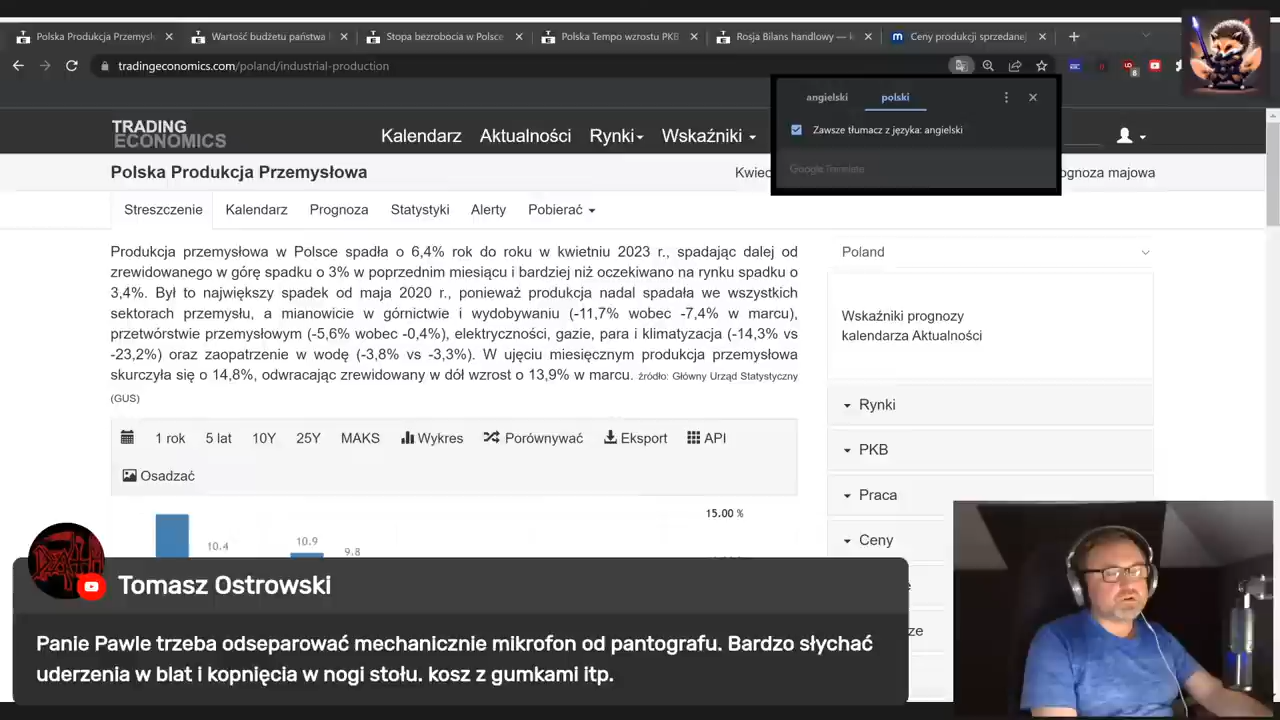 Polska Produkcja Przemysł
Wartość budżetu państwa
Stopa bezrobocia w Polsce
Polska Tempo wzrostu PKB
Rosja Bilans handlowy —
Ceny produkcji sprzedanej
tradingeconomics.com/poland/industrial-production
angielski
polski
Zawsze tłumacz z języka: angielski
Google Translate
TRADING
ECONOMICS
Kalendarz
Aktualności
Rynki
Wskaźniki
Polska Produkcja Przemysłowa
ognoza majowa
Streszczenie
Kalendarz
Prognoza
Statystyki
Alerty
Pobierać
Produkcja przemysłowa w Polsce spadła o 6,4% rok do roku w kwietniu 2023 r., spadając dalej od
zrewidowanego w górę spadku o 3% w poprzednim miesiącu i bardziej niż oczekiwano na rynku spadku o
3,4%. Był to największy spadek od maja 2020 r., ponieważ produkcja nadal spadała we wszystkich
sektorach przemysłu, a mianowicie w górnictwie i wydobywaniu (-11,7% wobec -7,4% w marcu),
przetwórstwie przemysłowym (-5,6% wobec -0,4%), elektryczności, gazie, para i klimatyzacja (-14,3% vs
-23,2%) oraz zaopatrzenie w wodę (-3,8% vs -3,3%). W ujęciu miesięcznym produkcja przemysłowa
skurczyła się o 14,8%, odwracając zrewidowany w dół wzrost o 13,9% w marcu. źródło: Główny Urząd Statystyczny
(GUS)
Poland
Wskaźniki prognozy
kalendarza Aktualności
Rynki
PKB
Praca
Ceny
1 rok
5 lat
10Y
25Y
MAKS
Wykres
Porównywać
Eksport
API
Osadzać
15.00 %
10.4
10.9
9.8
Tomasz Ostrowski
Panie Pawle trzeba odseparować mechanicznie mikrofon od pantografu. Bardzo słychać
uderzenia w blat i kopnięcia w nogi stołu. kosz z gumkami itp.